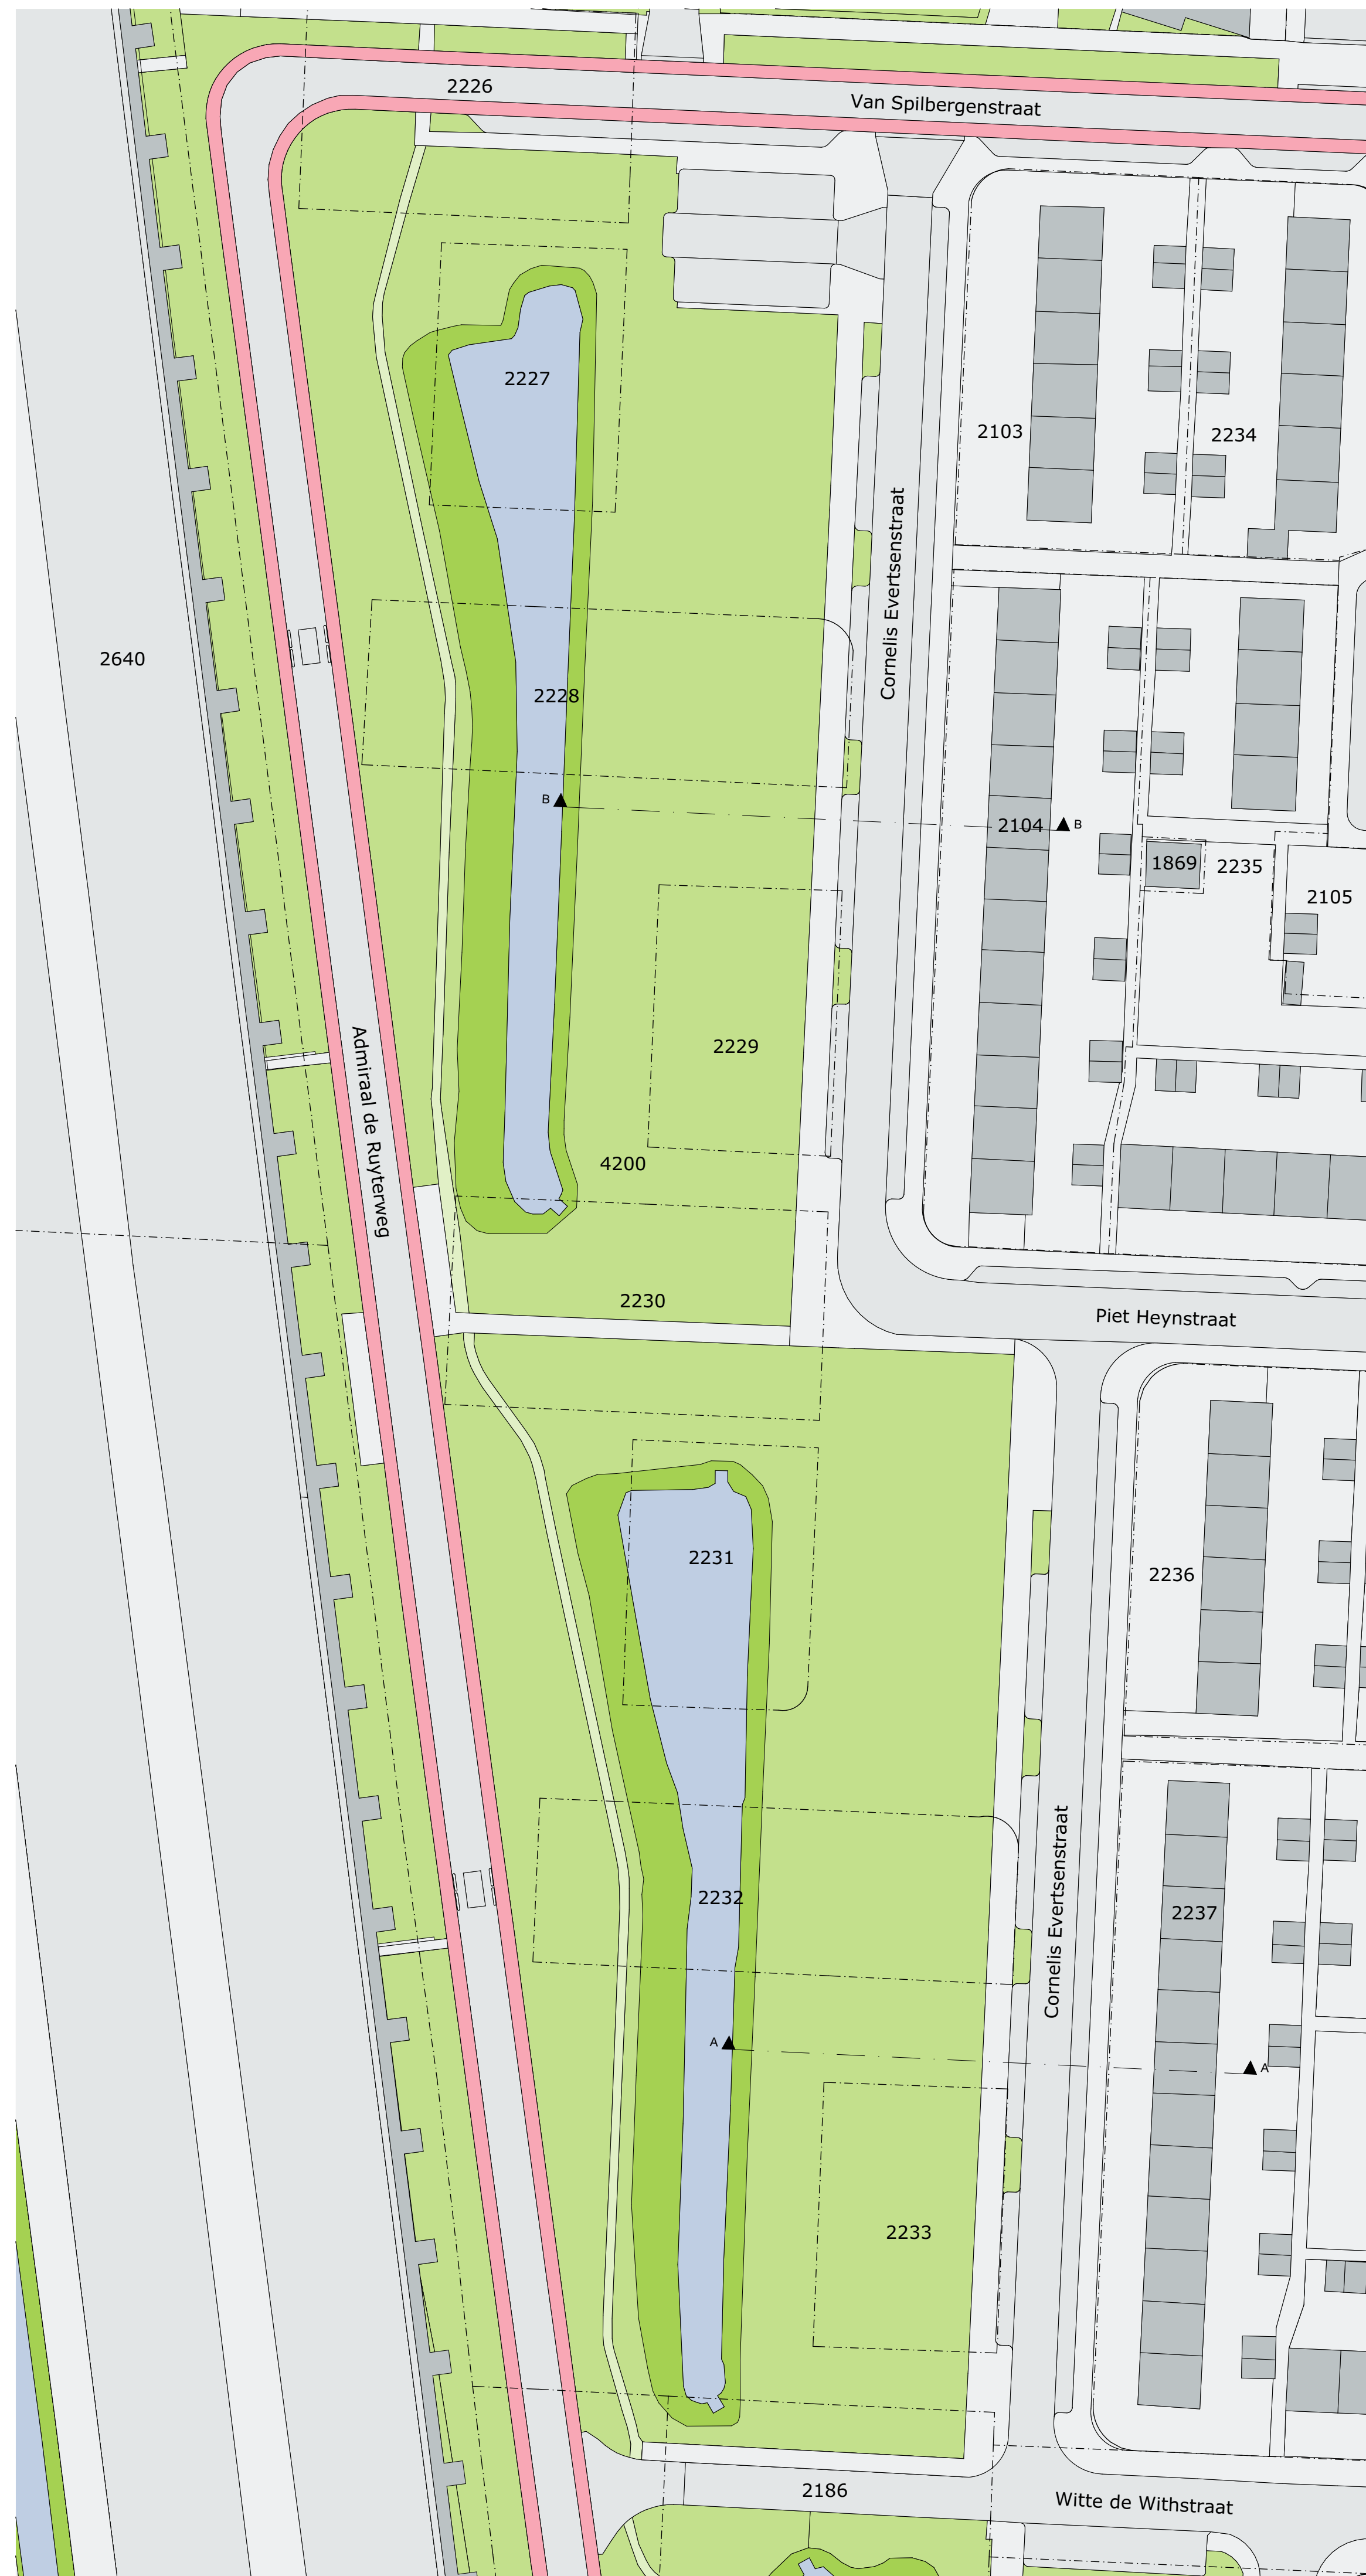 2226
Van Spilbergenstraat
2227
2103
2234
Cornelis Evertsenstraat
2640
2228
B
2104
B
1869
2235
2105
Admiraal de Ruyterweg
2229
4200
2230
Piet Heynstraat
2231
2236
Cornelis Evertsenstraat
2232
2237
A
A
2233
2186
Witte de Withstraat